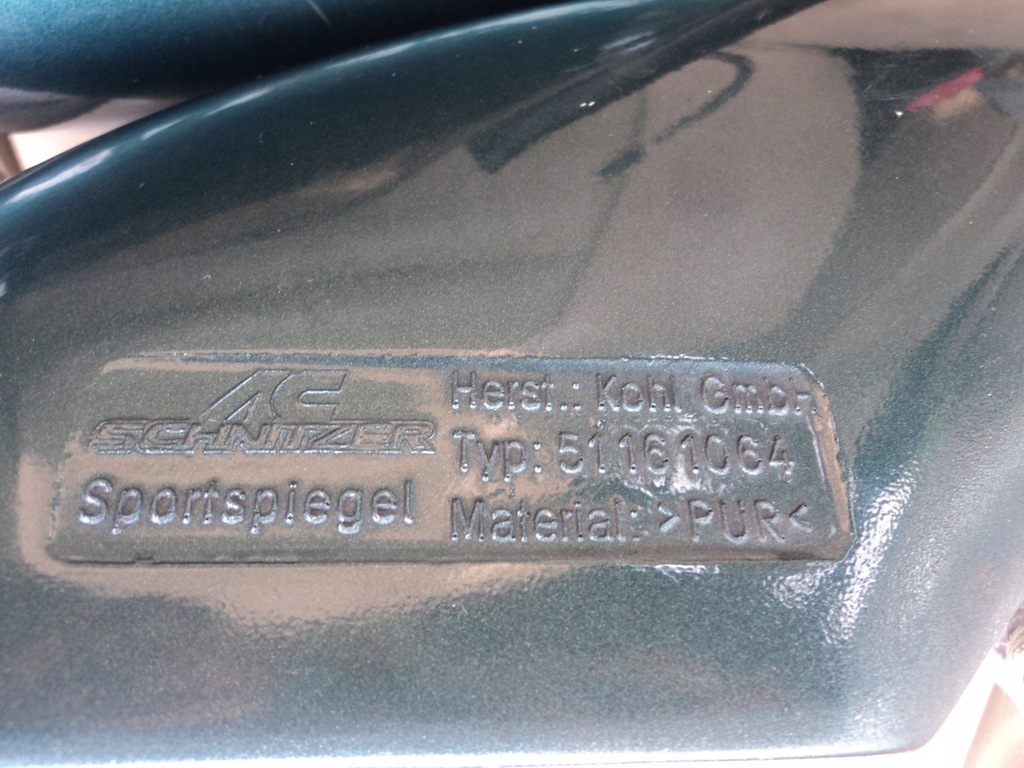 AC
SCHNITZER
Sportspiegel
Herst.: Kohl GmbH
Typ: 51161064
Material: >PUR<